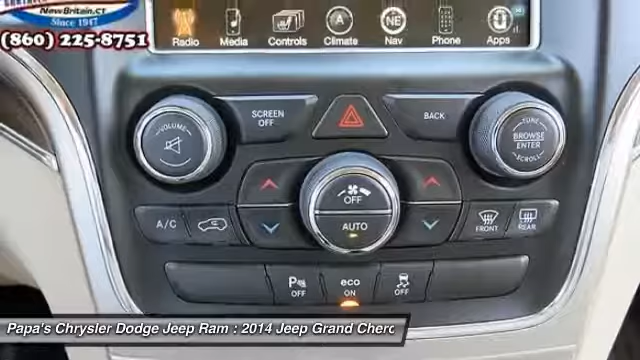 New Britain, CT
Since 1947
(860) 225-8751
Radio Media Controls Climate Nav Phone Apps
A NE
VOLUME
SCREEN OFF
BACK
TUNE
BROWSE
ENTER
SCROLL
OFF
AUTO
A/C
FRONT
REAR
P OFF
eco ON
OFF
Papa's Chrysler Dodge Jeep Ram : 2014 Jeep Grand Chero